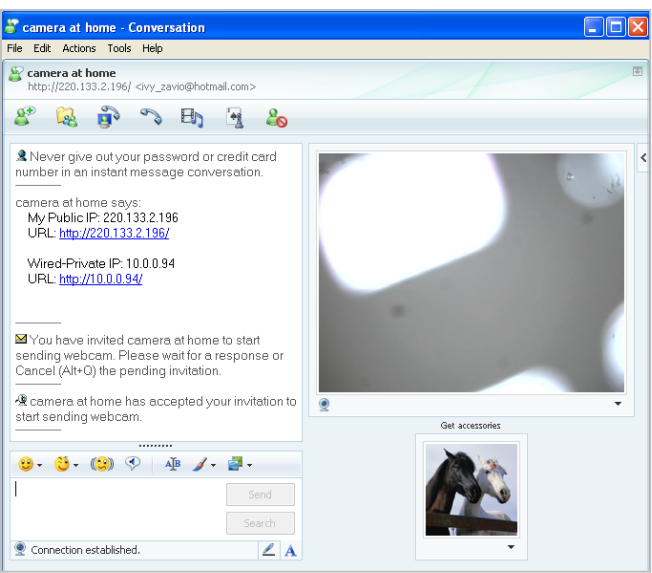 camera at home - Conversation
File Edit Actions Tools Help
camera at home
http://220.133.2.196/ <ivy_zavio@hotmail.com>
Never give out your password or credit card
number in an instant message conversation.
camera at home says:
My Public IP: 220.133.2.196
URL: http://220.133.2.196/
Wired-Private IP: 10.0.0.94
URL: http://10.0.0.94/
You have invited camera at home to start
sending webcam. Please wait for a response or
Cancel (Alt+Q) the pending invitation.
camera at home has accepted your invitation to
start sending webcam.
Get accessories
Send
Search
Connection established.